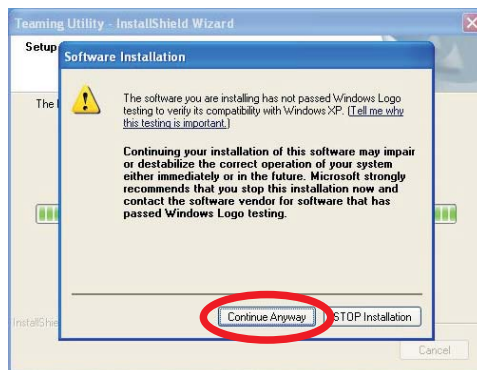 Teaming Utility - InstallShield Wizard
Setup
Software Installation
The
The software you are installing has not passed Windows Logo
testing to verify its compatibility with Windows XP. (Tell me why
this testing is important.)
Continuing your installation of this software may impair
or destabilize the correct operation of your system
either immediately or in the future. Microsoft strongly
recommends that you stop this installation now and
contact the software vendor for software that has
passed Windows Logo testing.
Continue Anyway
STOP Installation
Cancel